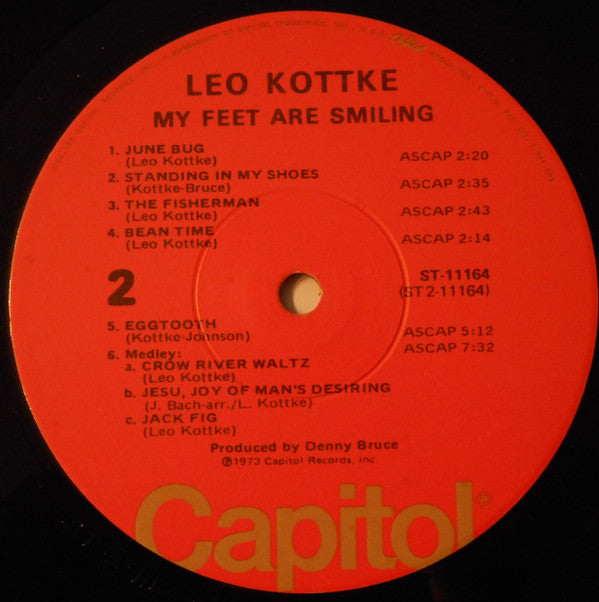 LEO KOTTKE
MY FEET ARE SMILING
1. JUNE BUG
(Leo Kottke) ASCAP 2:20
2. STANDING IN MY SHOES
(Kottke-Bruce) ASCAP 2:35
3. THE FISHERMAN
(Leo Kottke) ASCAP 2:43
4. BEAN TIME
(Leo Kottke) ASCAP 2:14
2 ST-11164
(ST2-11164)
5. EGGTOOTH ASCAP 5:12
(Kottke-Johnson)
6. Medley: ASCAP 7:32
a. CROW RIVER WALTZ
(Leo Kottke)
b. JESU, JOY OF MAN'S DESIRING
(J. Bach-arr./L. Kottke)
c. JACK FIG
(Leo Kottke)
Produced by Denny Bruce
℗1973 Capitol Records, Inc
Capitol®